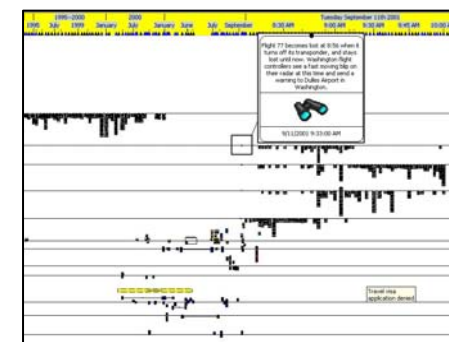 1995-2000 2000 Tuesday September 11th 2001
1995 July 1999 January January June July September 8:30 AM 9:00 AM 9:30 AM 9:45 AM 10:00
Flight 77 becomes lost at 8:56 when it
turns off its transponder, and stays
lost until now. Washington flight
controllers see a fast moving blip on
their radar at this time and send a
warning to Dulles Airport in
Washington.
9/11/2001 9:33:00 AM
Travel visa
application denied